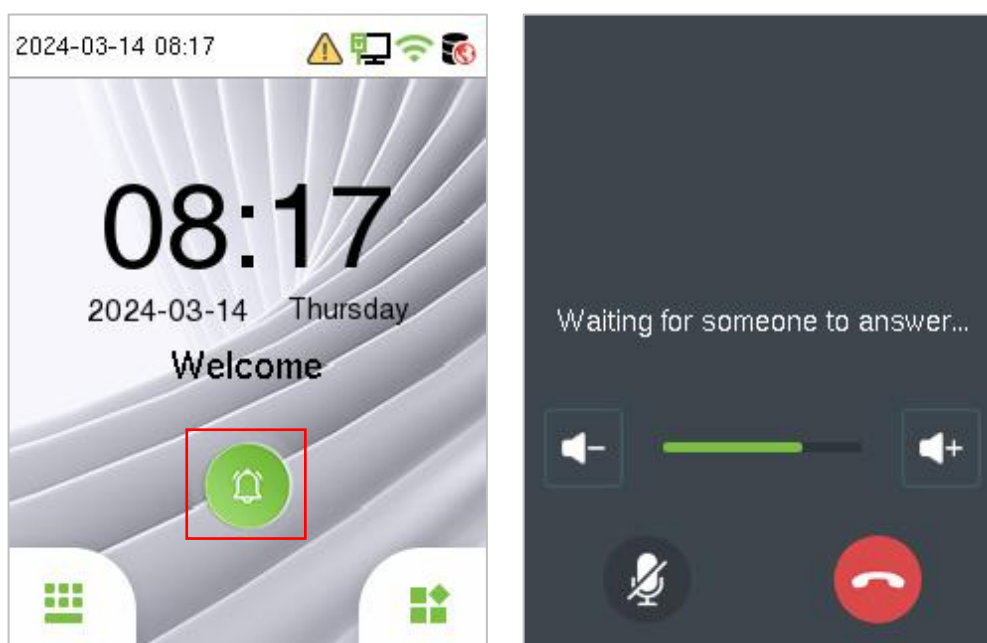 2024-03-14 08:17
08:17
2024-03-14 Thursday
Welcome
Waiting for someone to answer...